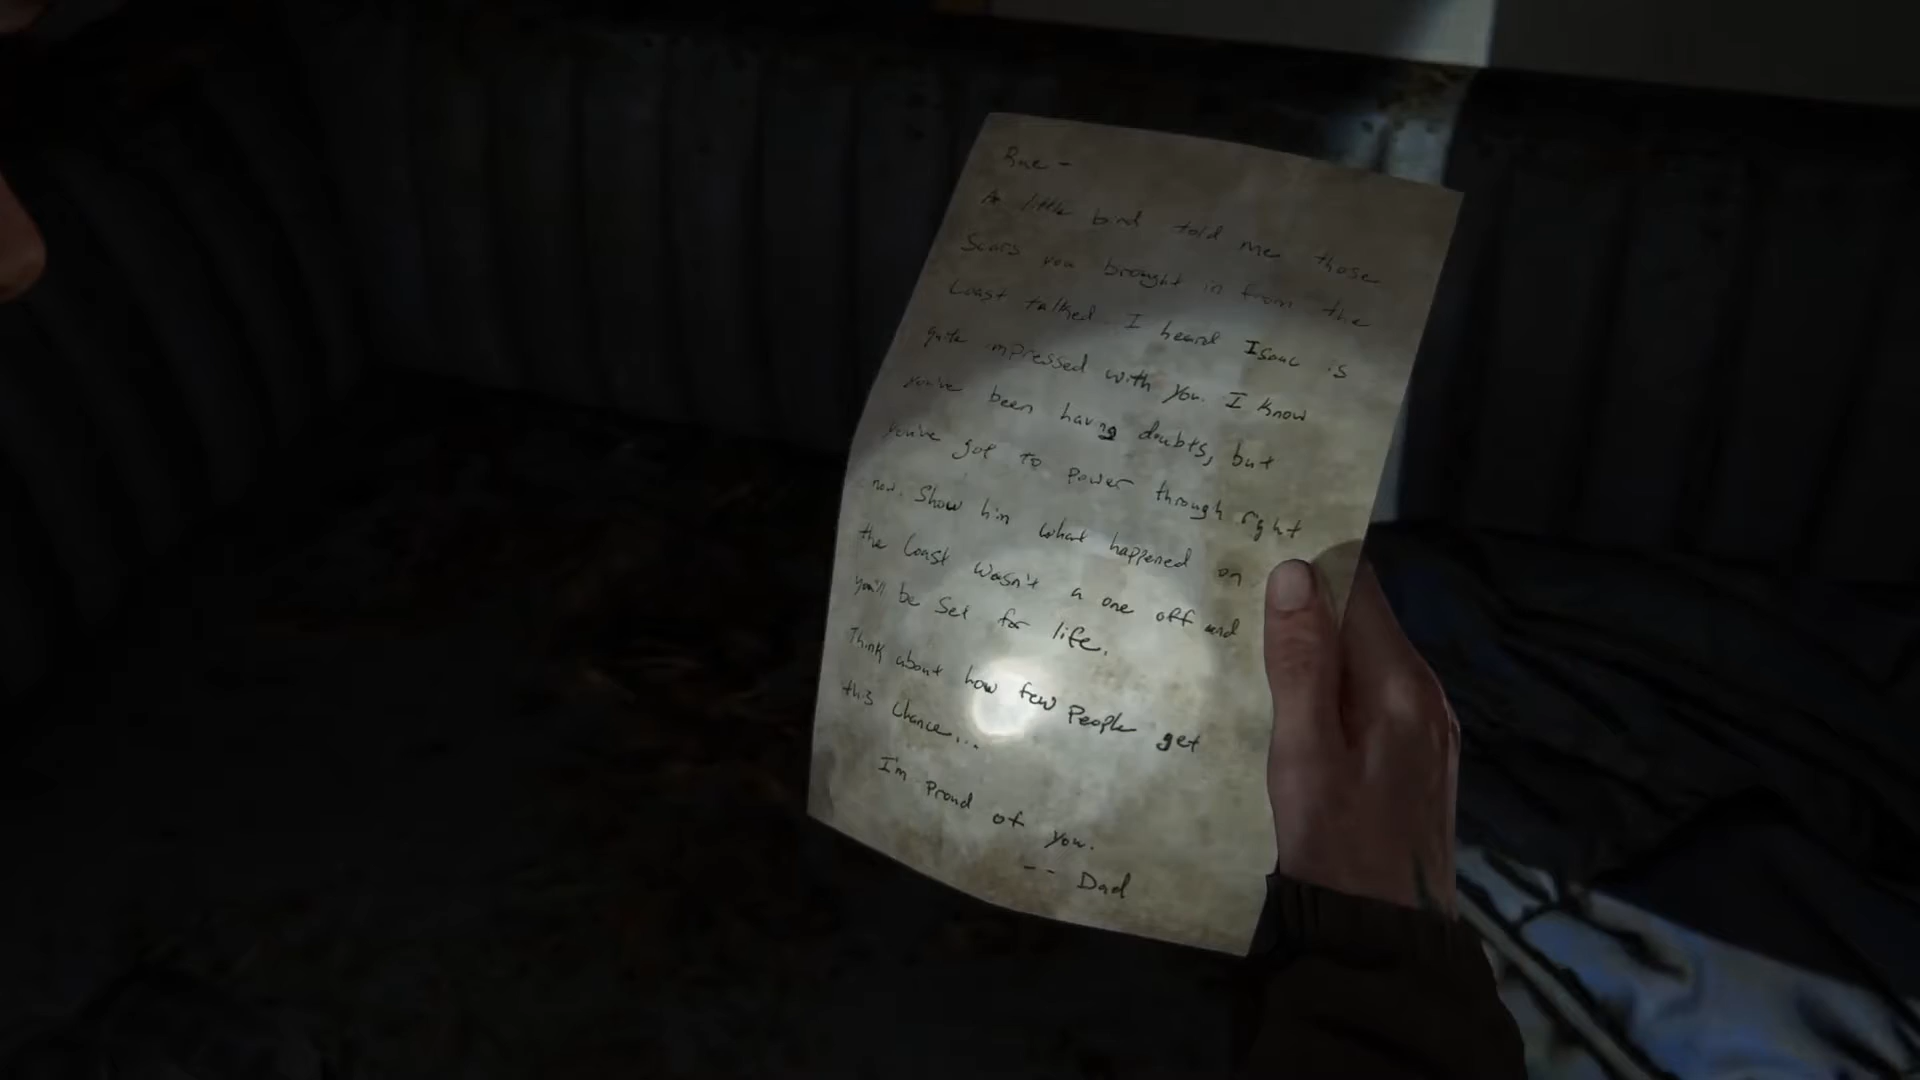 Rae -
A little bird told me those
Scars you brought in from the
Coast talked. I heard Isaac is
quite impressed with you. I know
you've been having doubts, but
you've got to power through right
now. Show him what happened on
the Coast wasn't a one off and
you'll be set for life.
Think about how few People get
this chance...
I'm Proud of you.
-- Dad